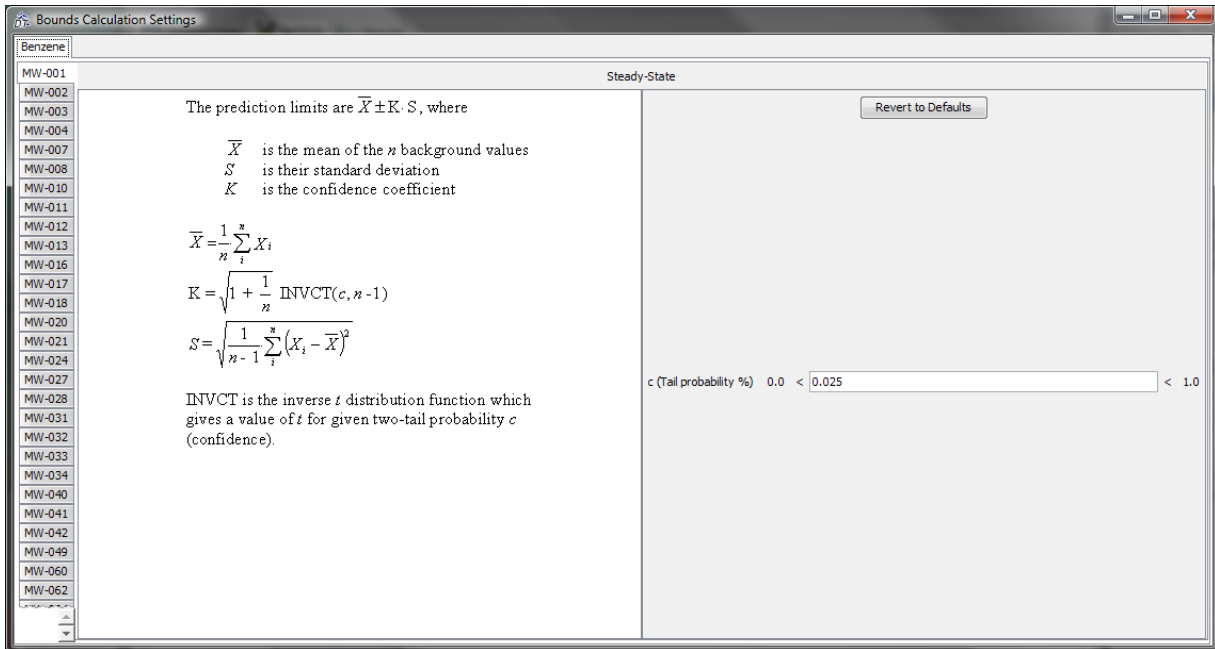 Bounds Calculation Settings
Benzene
MW-001
MW-002
MW-003
MW-004
MW-007
MW-008
MW-010
MW-011
MW-012
MW-013
MW-016
MW-017
MW-018
MW-020
MW-021
MW-024
MW-027
MW-028
MW-031
MW-032
MW-033
MW-034
MW-040
MW-041
MW-042
MW-049
MW-060
MW-062
Steady-State
The prediction limits are X̅ ± K· S, where
X̅ is the mean of the n background values
S is their standard deviation
K is the confidence coefficient
X̅ = 1/n ∑ᵢⁿ Xᵢ
K = √(1 + 1/n) INVCT(c, n -1)
S = √(1/(n - 1) ∑ᵢⁿ (Xᵢ − X̅)²)
INVCT is the inverse t distribution function which
gives a value of t for given two-tail probability c
(confidence).
Revert to Defaults
c (Tail probability %) 0.0 < 0.025 < 1.0